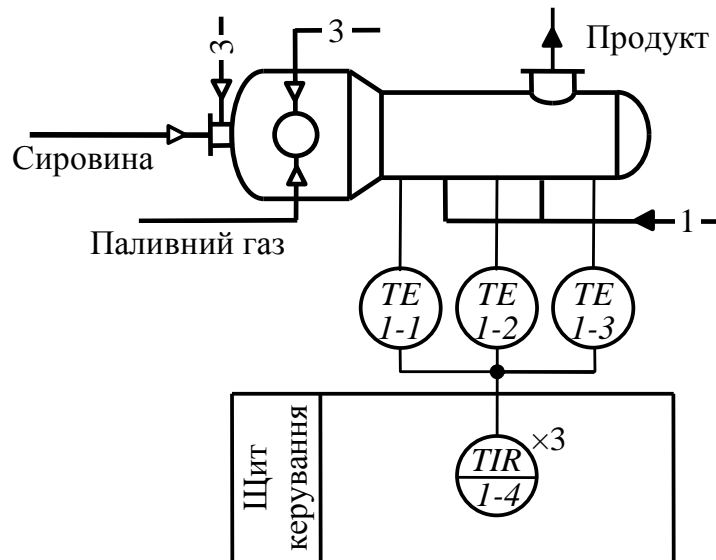 3
3
Продукт
Сировина
Паливний газ
1
TE
1-1
TE
1-2
TE
1-3
Щит
керування
TIR
1-4
×3